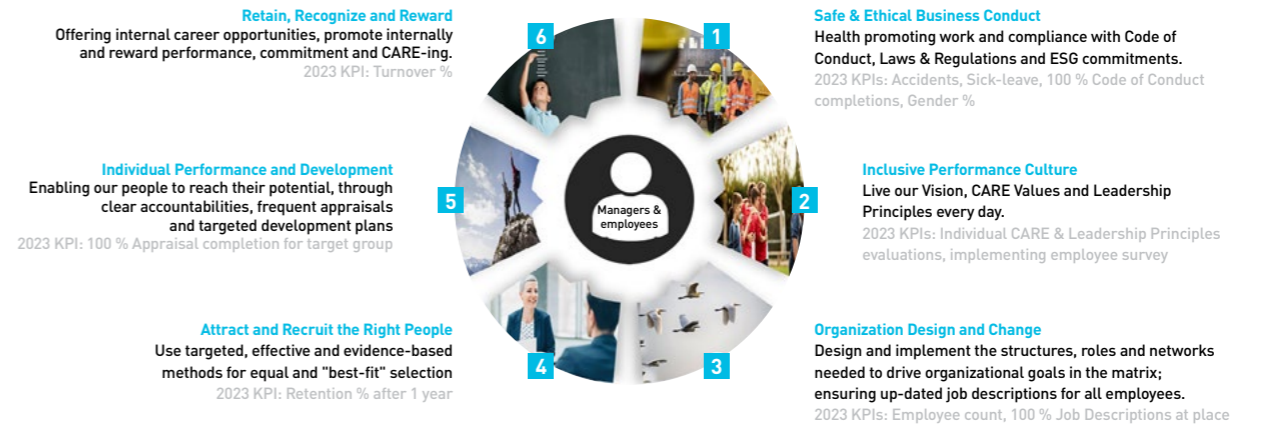 6
Retain, Recognize and Reward
Offering internal career opportunities, promote internally
and reward performance, commitment and CARE-ing.
2023 KPI: Turnover %
1
Safe & Ethical Business Conduct
Health promoting work and compliance with Code of
Conduct, Laws & Regulations and ESG commitments.
2023 KPIs: Accidents, Sick-leave, 100 % Code of Conduct
completions, Gender %
5
Individual Performance and Development
Enabling our people to reach their potential, through
clear accountabilities, frequent appraisals
and targeted development plans
2023 KPI: 100 % Appraisal completion for target group
Managers &
employees
2
Inclusive Performance Culture
Live our Vision, CARE Values and Leadership
Principles every day.
2023 KPIs: Individual CARE & Leadership Principles
evaluations, implementing employee survey
4
Attract and Recruit the Right People
Use targeted, effective and evidence-based
methods for equal and "best-fit" selection
2023 KPI: Retention % after 1 year
3
Organization Design and Change
Design and implement the structures, roles and networks
needed to drive organizational goals in the matrix;
ensuring up-dated job descriptions for all employees.
2023 KPIs: Employee count, 100 % Job Descriptions at place